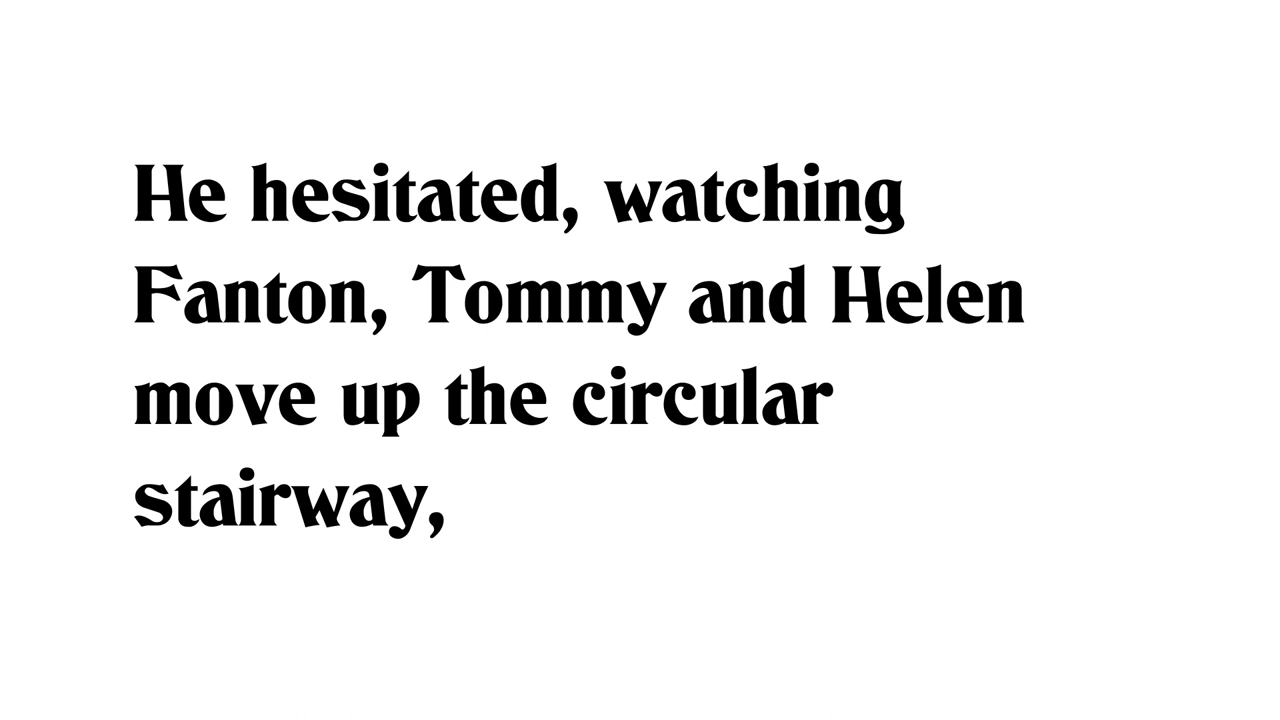 He hesitated, watching
Fanton, Tommy and Helen
move up the circular
stairway,